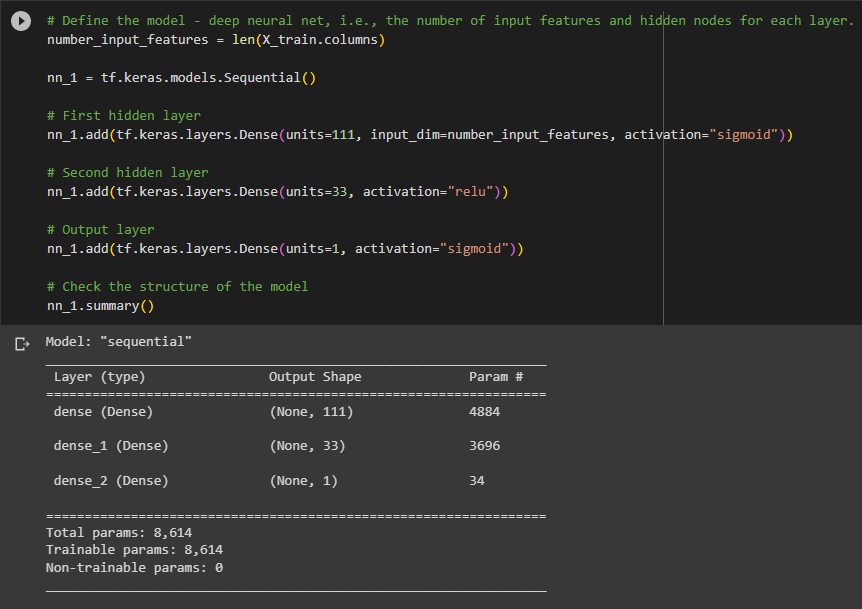 # Define the model - deep neural net, i.e., the number of input features and hidden nodes for each layer.
number_input_features = len(X_train.columns)
nn_1 = tf.keras.models.Sequential()
# First hidden layer
nn_1.add(tf.keras.layers.Dense(units=111, input_dim=number_input_features, activation="sigmoid"))
# Second hidden layer
nn_1.add(tf.keras.layers.Dense(units=33, activation="relu"))
# Output layer
nn_1.add(tf.keras.layers.Dense(units=1, activation="sigmoid"))
# Check the structure of the model
nn_1.summary()
Model: "sequential"
Layer (type) Output Shape Param #
dense (Dense) (None, 111) 4884
dense_1 (Dense) (None, 33) 3696
dense_2 (Dense) (None, 1) 34
Total params: 8,614
Trainable params: 8,614
Non-trainable params: 0